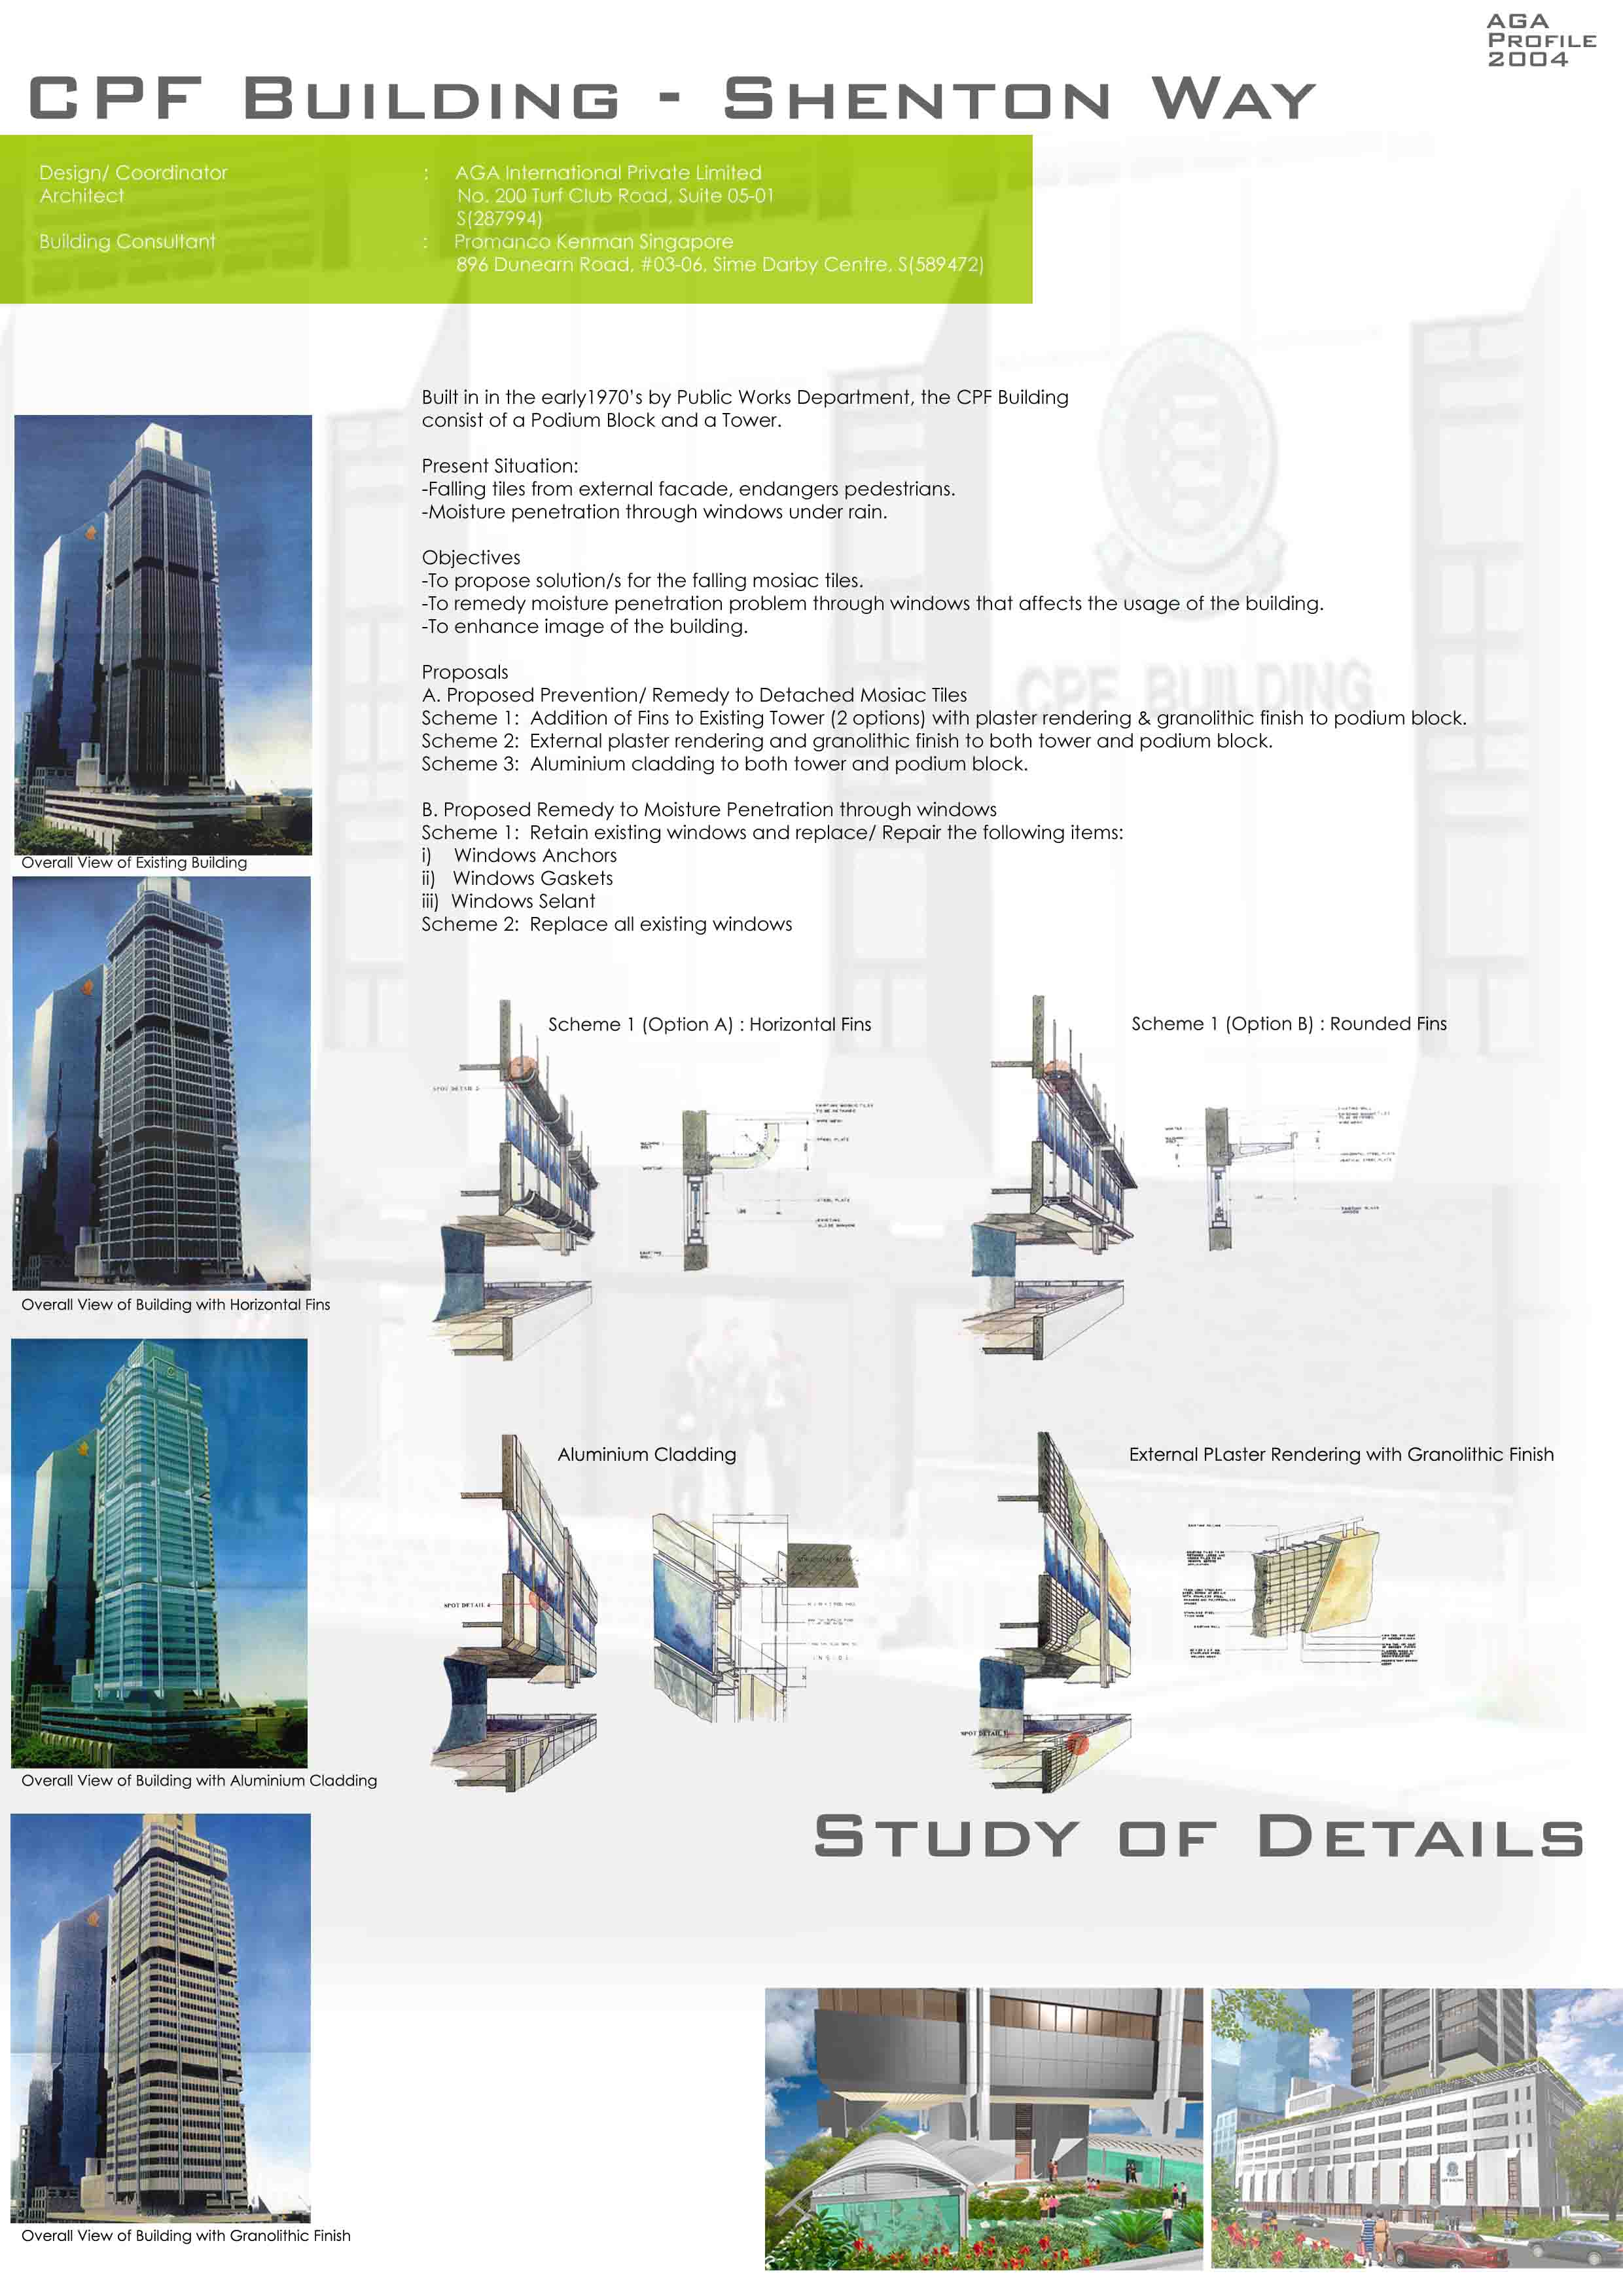 AGA
PROFILE
2004
CPF BUILDING - SHENTON WAY
Design/ Coordinator : AGA International Private Limited
Architect No. 200 Turf Club Road, Suite 05-01
S(287994)
Building Consultant : Promanco Kenman Singapore
896 Dunearn Road, #03-06, Sime Darby Centre, S(589472)
Built in in the early1970's by Public Works Department, the CPF Building
consist of a Podium Block and a Tower.
Present Situation:
-Falling tiles from external facade, endangers pedestrians.
-Moisture penetration through windows under rain.
Objectives
-To propose solution/s for the falling mosiac tiles.
-To remedy moisture penetration problem through windows that affects the usage of the building.
-To enhance image of the building.
Proposals
A. Proposed Prevention/ Remedy to Detached Mosiac Tiles
Scheme 1: Addition of Fins to Existing Tower (2 options) with plaster rendering & granolithic finish to podium block.
Scheme 2: External plaster rendering and granolithic finish to both tower and podium block.
Scheme 3: Aluminium cladding to both tower and podium block.
B. Proposed Remedy to Moisture Penetration through windows
Scheme 1: Retain existing windows and replace/ Repair the following items:
i) Windows Anchors
ii) Windows Gaskets
iii) Windows Selant
Scheme 2: Replace all existing windows
CPF BUILDING
Overall View of Existing Building
Overall View of Building with Horizontal Fins
Overall View of Building with Aluminium Cladding
Overall View of Building with Granolithic Finish
Scheme 1 (Option A) : Horizontal Fins
SPOT DETAIL 2
Scheme 1 (Option B) : Rounded Fins
Aluminium Cladding
SPOT DETAIL 4
External PLaster Rendering with Granolithic Finish
SPOT DETAIL
STUDY OF DETAILS